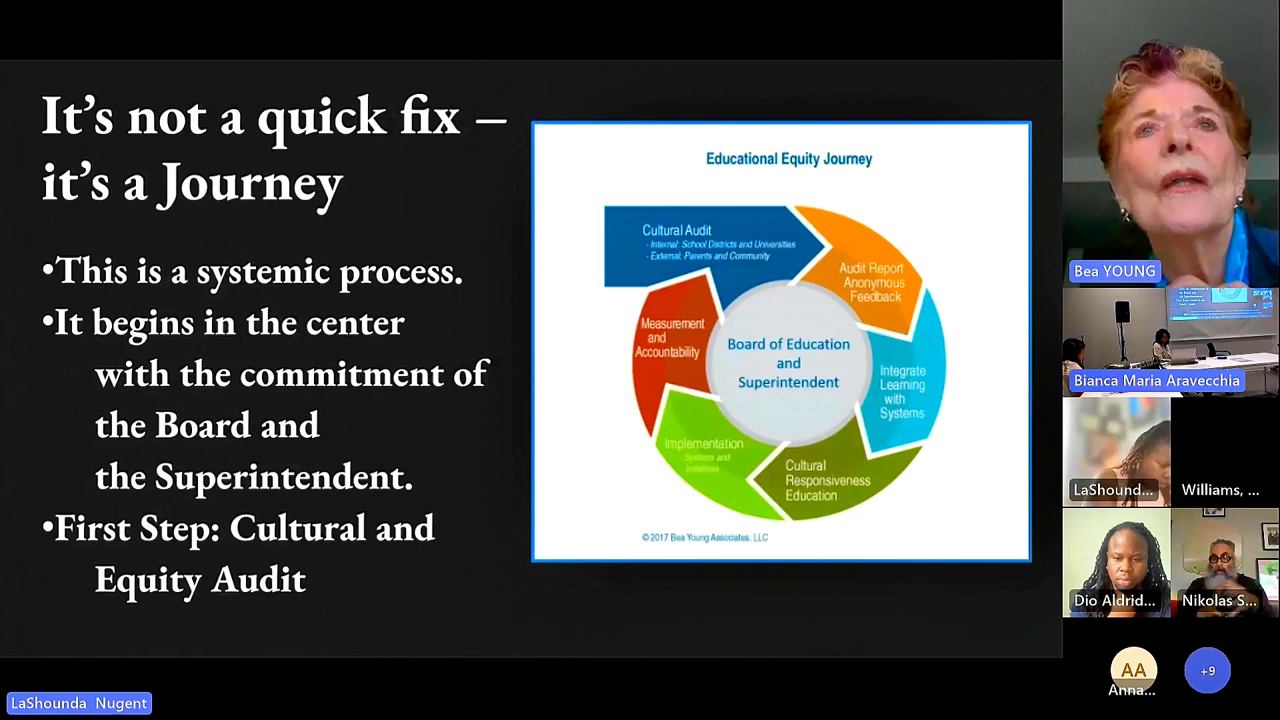 It's not a quick fix –
it's a Journey
•This is a systemic process.
•It begins in the center
with the commitment of
the Board and
the Superintendent.
•First Step: Cultural and
Equity Audit
Educational Equity Journey
Cultural Audit
- Internal: School Districts and Universities
- External: Parents and Community
Audit Report
Anonymous
Feedback
Integrate
Learning
with
Systems
Cultural
Responsiveness
Education
Implementation
Systems and
Initiatives
Measurement
and
Accountability
Board of Education
and
Superintendent
© 2017 Bea Young Associates, LLC
Bea YOUNG
Bianca Maria Aravecchia
LaShound...
Williams, ...
Dio Aldrid...
Nikolas S...
AA
Anna...
+9
LaShounda Nugent